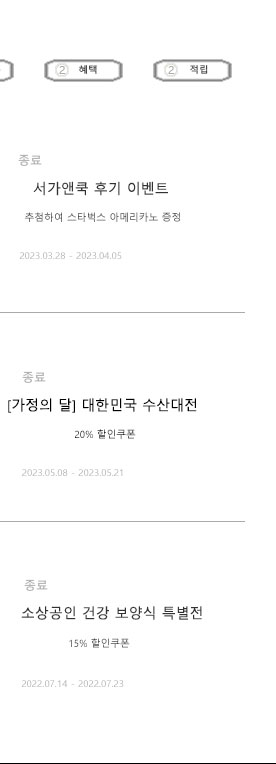 ② 혜택
② 적립
종료
서가앤쿡 후기 이벤트
추첨하여 스타벅스 아메리카노 증정
2023.03.28 - 2023.04.05
종료
[가정의 달] 대한민국 수산대전
20% 할인쿠폰
2023.05.08 - 2023.05.21
종료
소상공인 건강 보양식 특별전
15% 할인쿠폰
2022.07.14 - 2022.07.23